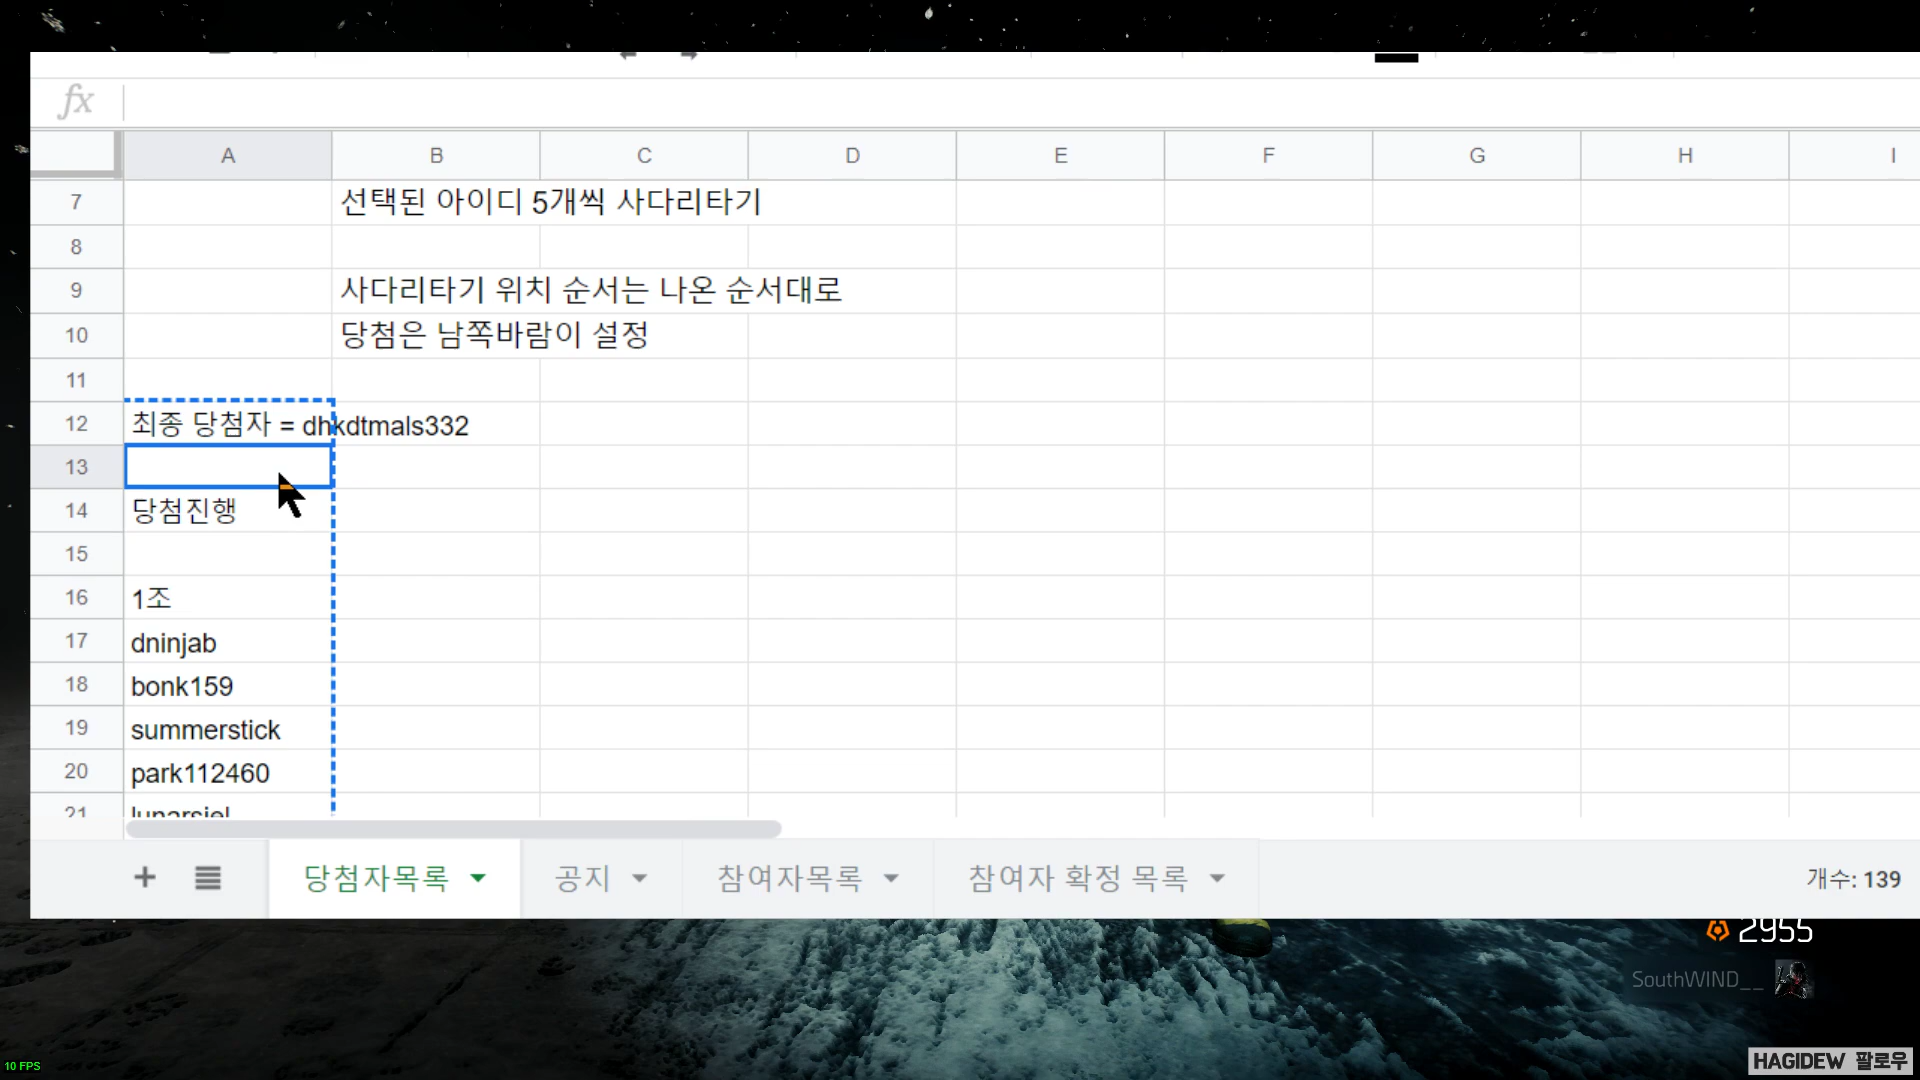 fx
A B C D E F G H I
7 선택된 아이디 5개씩 사다리타기
8
9 사다리타기 위치 순서는 나온 순서대로
10 당첨은 남쪽바람이 설정
11
12 최종 당첨자 = dhkdtmals332
13
14 당첨진행
15
16 1조
17 dninjab
18 bonk159
19 summerstick
20 park112460
21
당첨자목록 공지 참여자목록 참여자 확정 목록 개수: 139
2955
SouthWIND__
10 FPS
HAGIDEW 팔로우